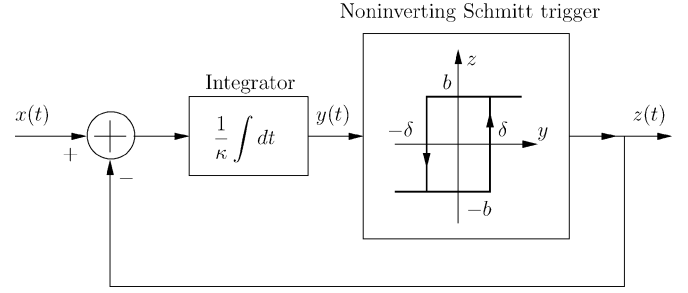 Noninverting Schmitt trigger
Integrator
x(t)
+
−
1/κ ∫ dt
y(t)
z
b
−δ
δ
y
−b
z(t)